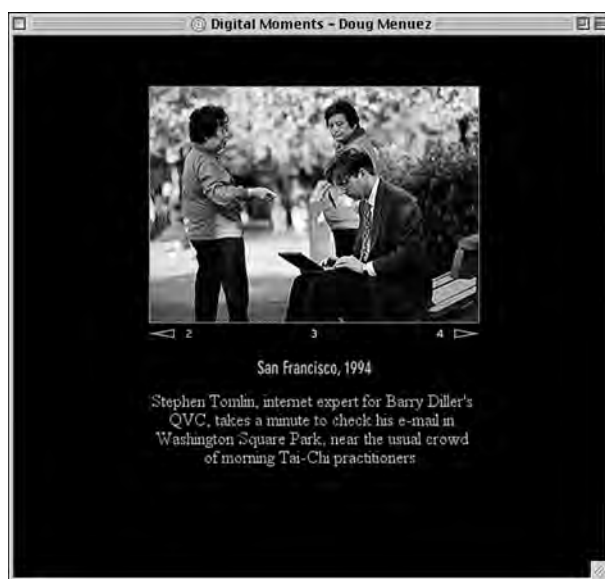 Digital Moments – Doug Menuez
2 3 4
San Francisco, 1994
Stephen Tomlin, internet expert for Barry Diller's
QVC, takes a minute to check his e-mail in
Washington Square Park, near the usual crowd
of morning Tai-Chi practitioners